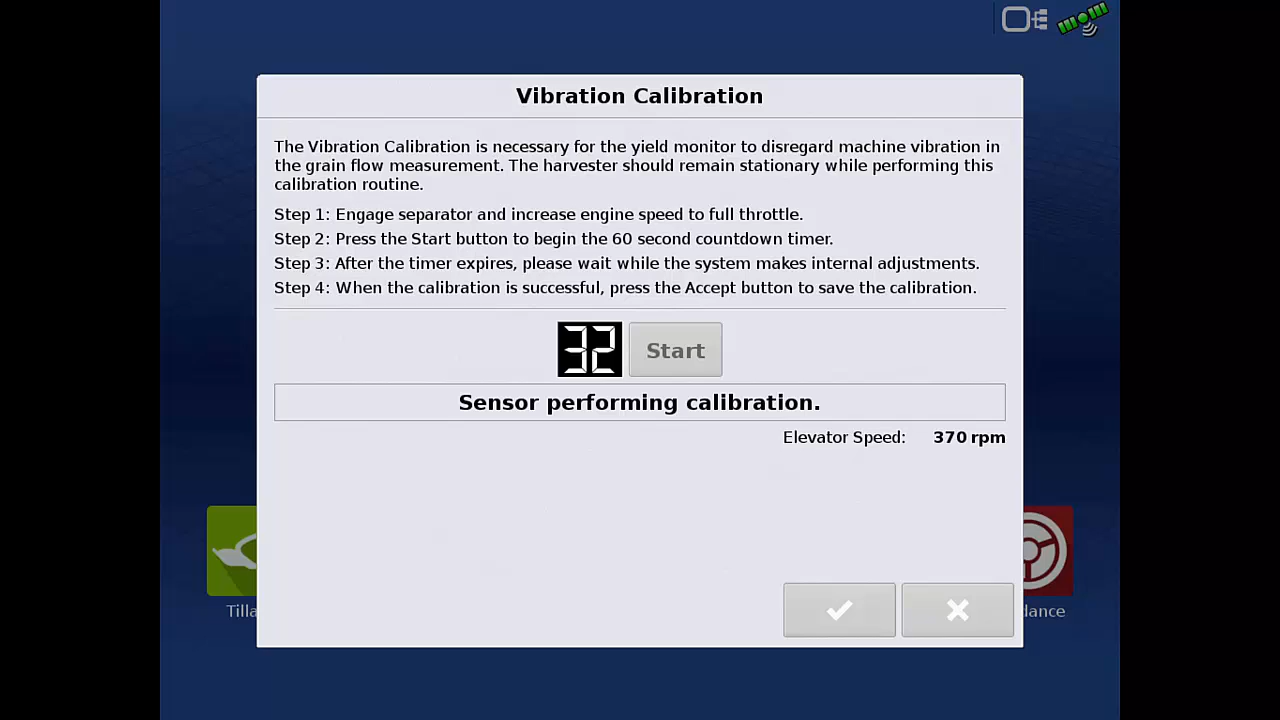 Vibration Calibration
The Vibration Calibration is necessary for the yield monitor to disregard machine vibration in
the grain flow measurement. The harvester should remain stationary while performing this
calibration routine.
Step 1: Engage separator and increase engine speed to full throttle.
Step 2: Press the Start button to begin the 60 second countdown timer.
Step 3: After the timer expires, please wait while the system makes internal adjustments.
Step 4: When the calibration is successful, press the Accept button to save the calibration.
32 Start
Sensor performing calibration.
Elevator Speed: 370 rpm
Tilla
dance